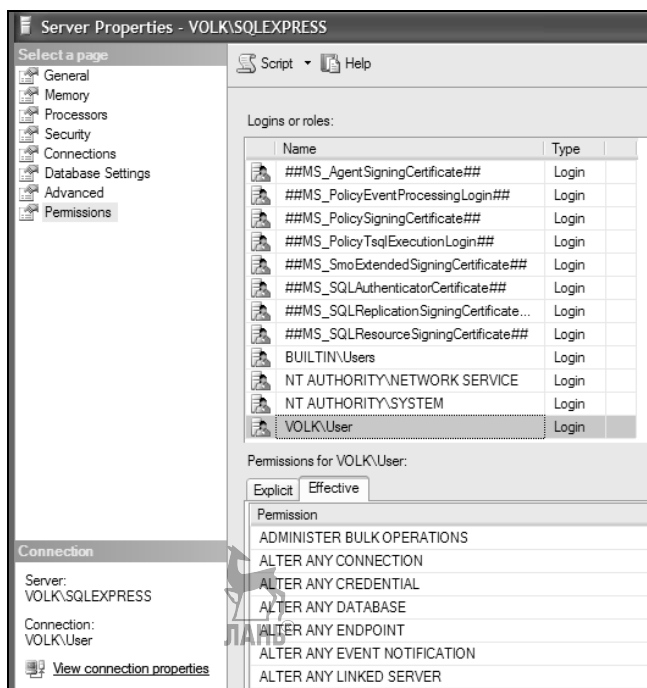 Server Properties - VOLK\SQLEXPRESS
Select a page
General
Memory
Processors
Security
Connections
Database Settings
Advanced
Permissions
Script
Help
Logins or roles:
Name Type
##MS_AgentSigningCertificate## Login
##MS_PolicyEventProcessingLogin## Login
##MS_PolicySigningCertificate## Login
##MS_PolicyTsqlExecutionLogin## Login
##MS_SmoExtendedSigningCertificate## Login
##MS_SQLAuthenticatorCertificate## Login
##MS_SQLReplicationSigningCertificate... Login
##MS_SQLResourceSigningCertificate## Login
BUILTIN\Users Login
NT AUTHORITY\NETWORK SERVICE Login
NT AUTHORITY\SYSTEM Login
VOLK\User Login
Permissions for VOLK\User:
Explicit Effective
Permission
ADMINISTER BULK OPERATIONS
ALTER ANY CONNECTION
ALTER ANY CREDENTIAL
ALTER ANY DATABASE
ALTER ANY ENDPOINT
ALTER ANY EVENT NOTIFICATION
ALTER ANY LINKED SERVER
Connection
Server:
VOLK\SQLEXPRESS
Connection:
VOLK\User
View connection properties
ЛАНЬ®